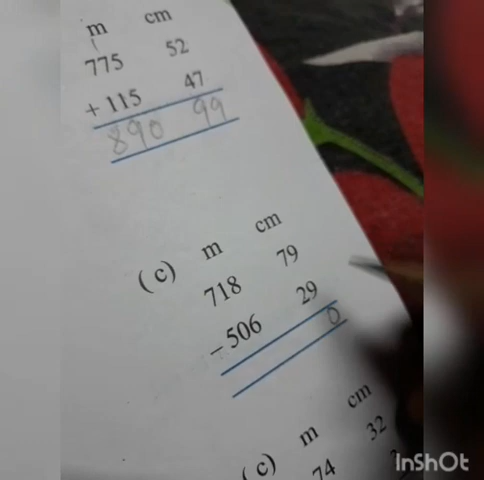 m cm
775 52
+ 115 47
890 99
(c) m cm
718 79
− 506 29
0
(c) m cm
74 32
InShOt